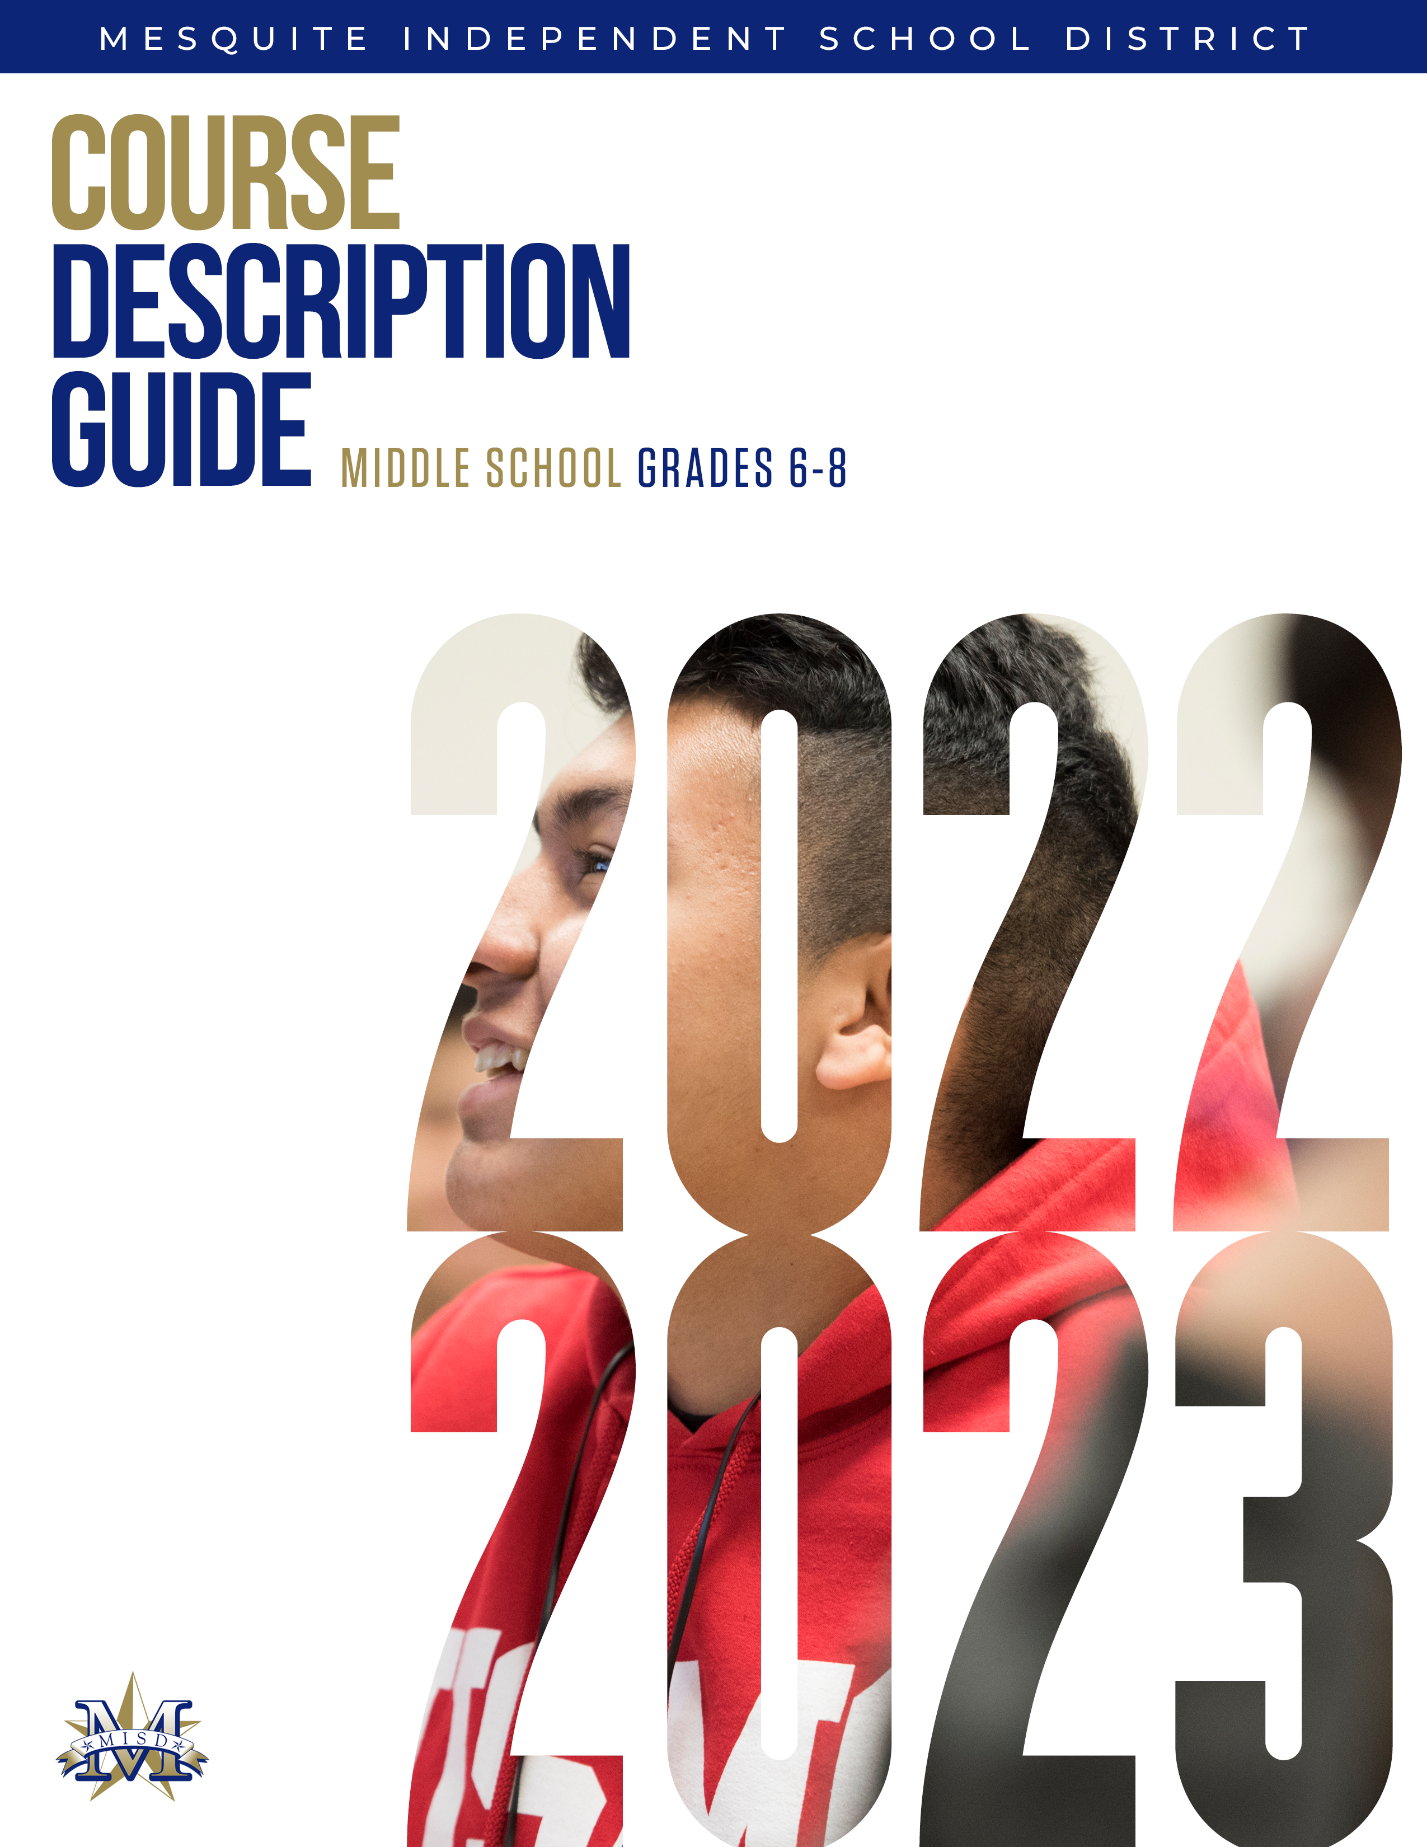 MESQUITE INDEPENDENT SCHOOL DISTRICT
COURSE
DESCRIPTION
GUIDE MIDDLE SCHOOL GRADES 6-8
2022
2023
M
MISD